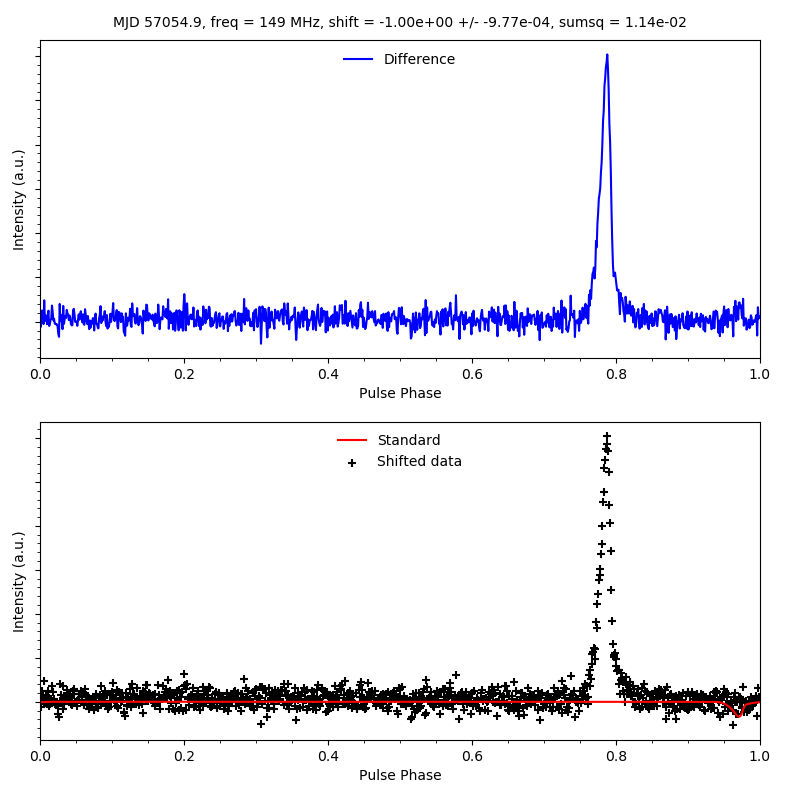 MJD 57054.9, freq = 149 MHz, shift = -1.00e+00 +/- -9.77e-04, sumsq = 1.14e-02
Difference
Intensity (a.u.)
0.0 0.2 0.4 0.6 0.8 1.0
Pulse Phase
Standard
Shifted data
Intensity (a.u.)
0.0 0.2 0.4 0.6 0.8 1.0
Pulse Phase